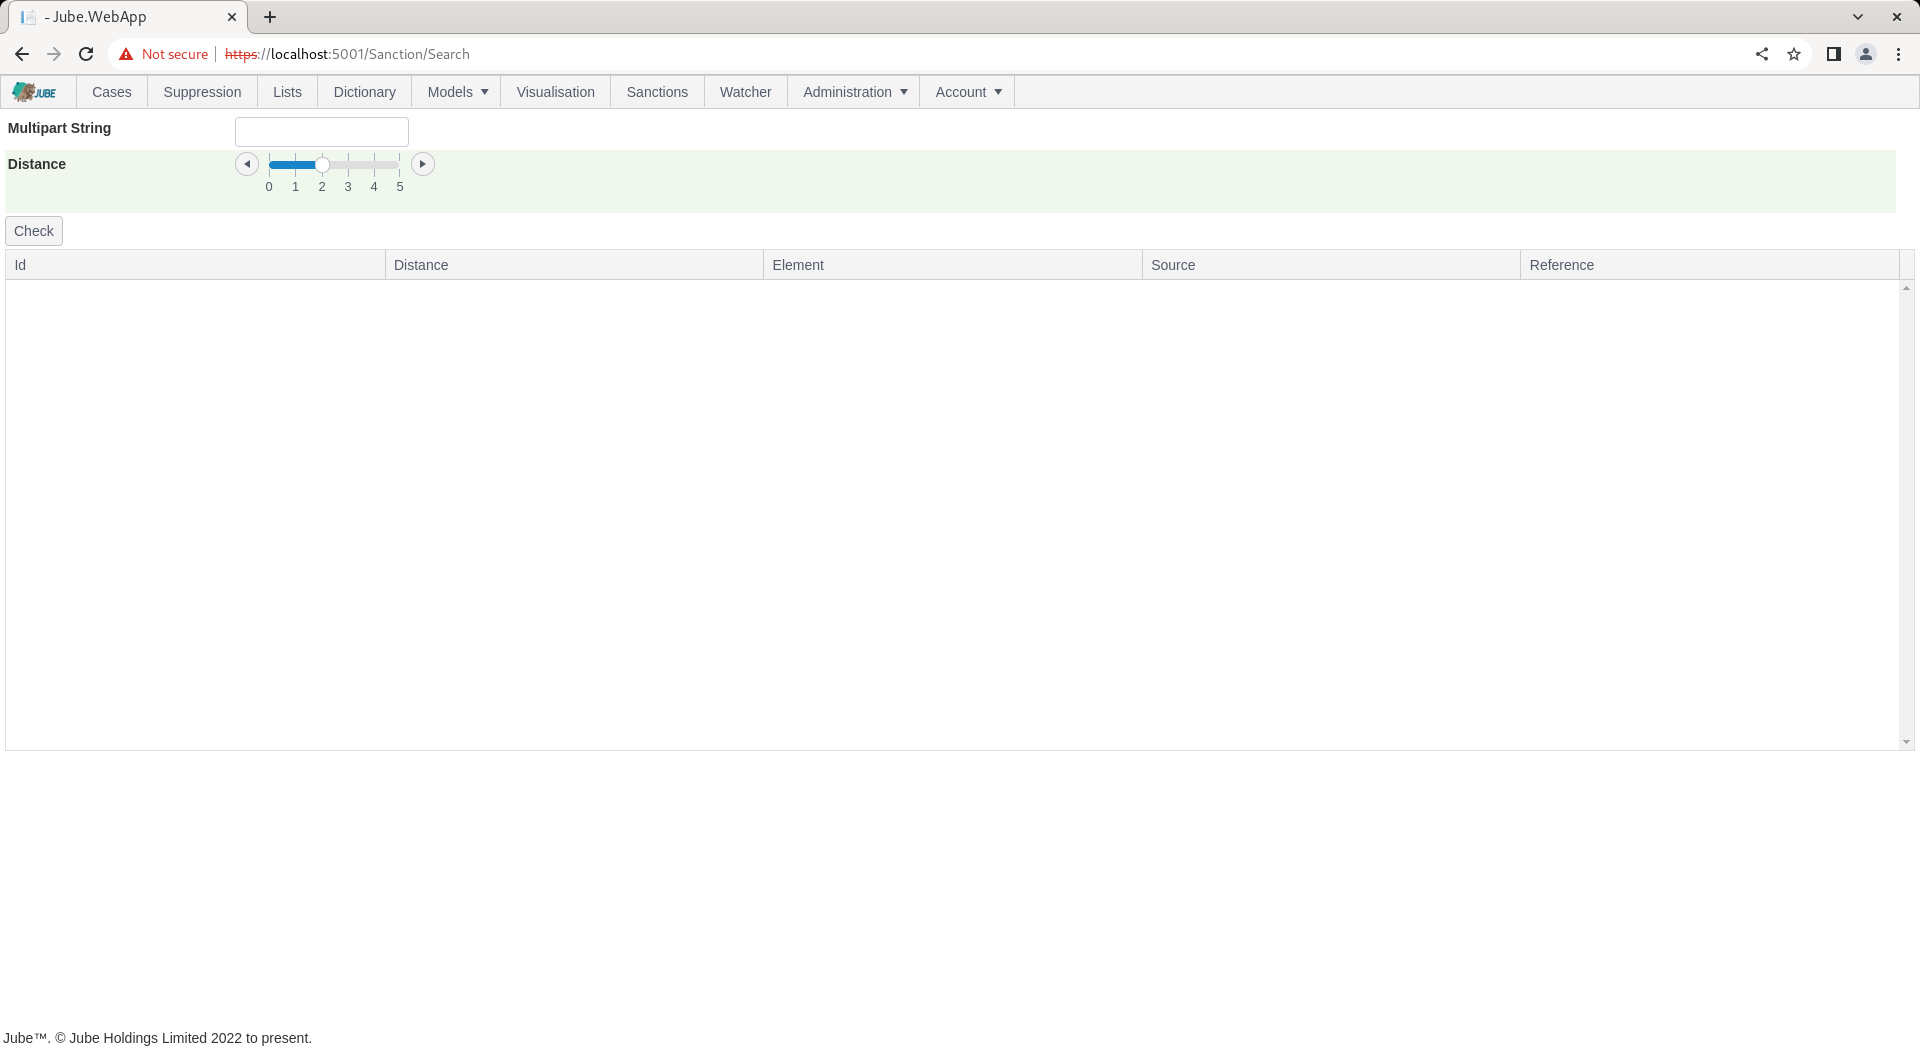 - Jube.WebApp
Not secure https://localhost:5001/Sanction/Search
JUBE Cases Suppression Lists Dictionary Models Visualisation Sanctions Watcher Administration Account
Multipart String
Distance
0 1 2 3 4 5
Check
Id Distance Element Source Reference
Jube™. © Jube Holdings Limited 2022 to present.